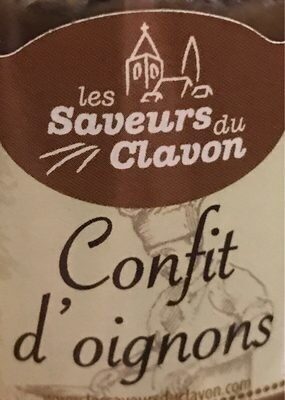 les
Saveurs du
Clavon
Confit
d'oignons